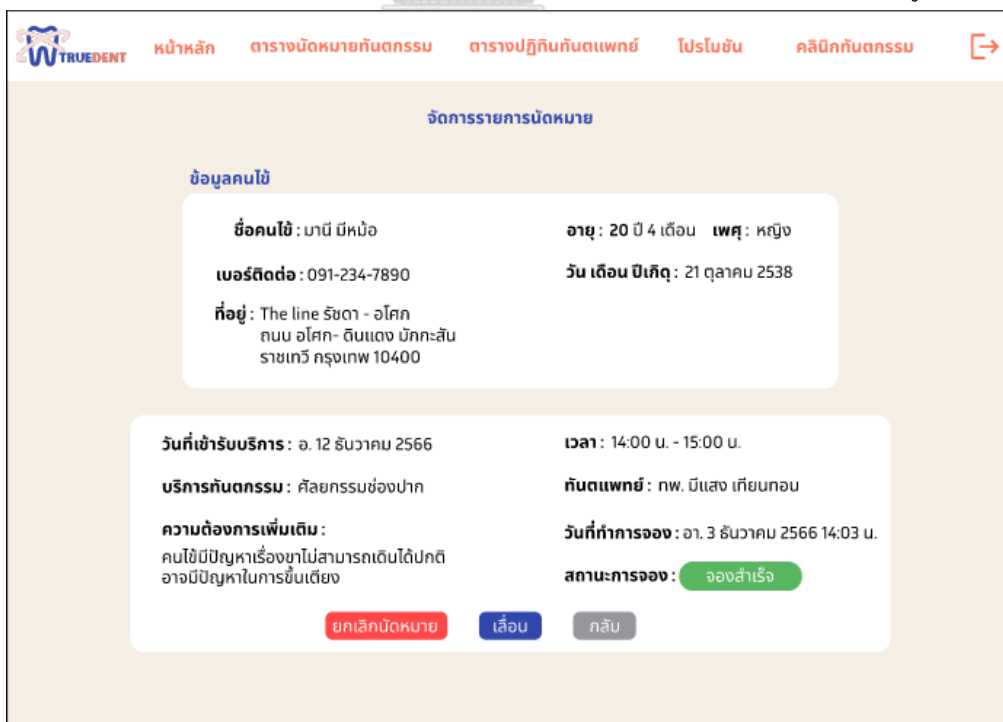 TRUEDENT หน้าหลัก ตารางนัดหมายทันตกรรม ตารางปฏิทินทันตแพทย์ โปรโมชัน คลินิกทันตกรรม
จัดการรายการนัดหมาย
ข้อมูลคนไข้
ชื่อคนไข้ : มานี มีหม้อ อายุ : 20 ปี 4 เดือน เพศ : หญิง
เบอร์ติดต่อ : 091-234-7890 วัน เดือน ปีเกิด : 21 ตุลาคม 2538
ที่อยู่ : The line รัชดา - อโศก
ถนน อโศก- ดินแดง มักกะสัน
ราชเทวี กรุงเทพ 10400
วันที่เข้ารับบริการ : อ. 12 ธันวาคม 2566 เวลา : 14:00 น. - 15:00 น.
บริการทันตกรรม : ศัลยกรรมช่องปาก ทันตแพทย์ : ทพ. มีแสง เทียนทอน
ความต้องการเพิ่มเติม : วันที่ทำการจอง : อา. 3 ธันวาคม 2566 14:03 น.
คนไข้มีปัญหาเรื่องขาไม่สามารถเดินได้ปกติ
อาจมีปัญหาในการขึ้นเตียง สถานะการจอง : จองสำเร็จ
ยกเลิกนัดหมาย เลื่อน กลับ